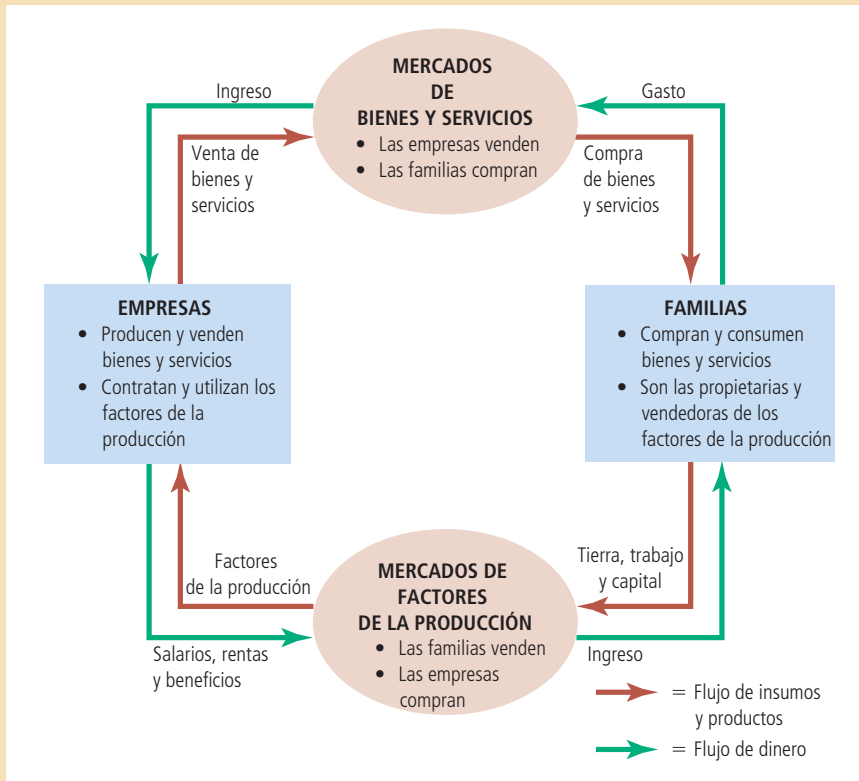 MERCADOS
DE
BIENES Y SERVICIOS
• Las empresas venden
• Las familias compran
Ingreso
Gasto
Venta de
bienes y
servicios
Compra
de bienes
y servicios
EMPRESAS
• Producen y venden
bienes y servicios
• Contratan y utilizan los
factores de la
producción
FAMILIAS
• Compran y consumen
bienes y servicios
• Son las propietarias y
vendedoras de los
factores de la producción
Factores
de la producción
Tierra, trabajo
y capital
MERCADOS DE
FACTORES
DE LA PRODUCCIÓN
• Las familias venden
• Las empresas
compran
Salarios, rentas
y beneficios
Ingreso
= Flujo de insumos
y productos
= Flujo de dinero